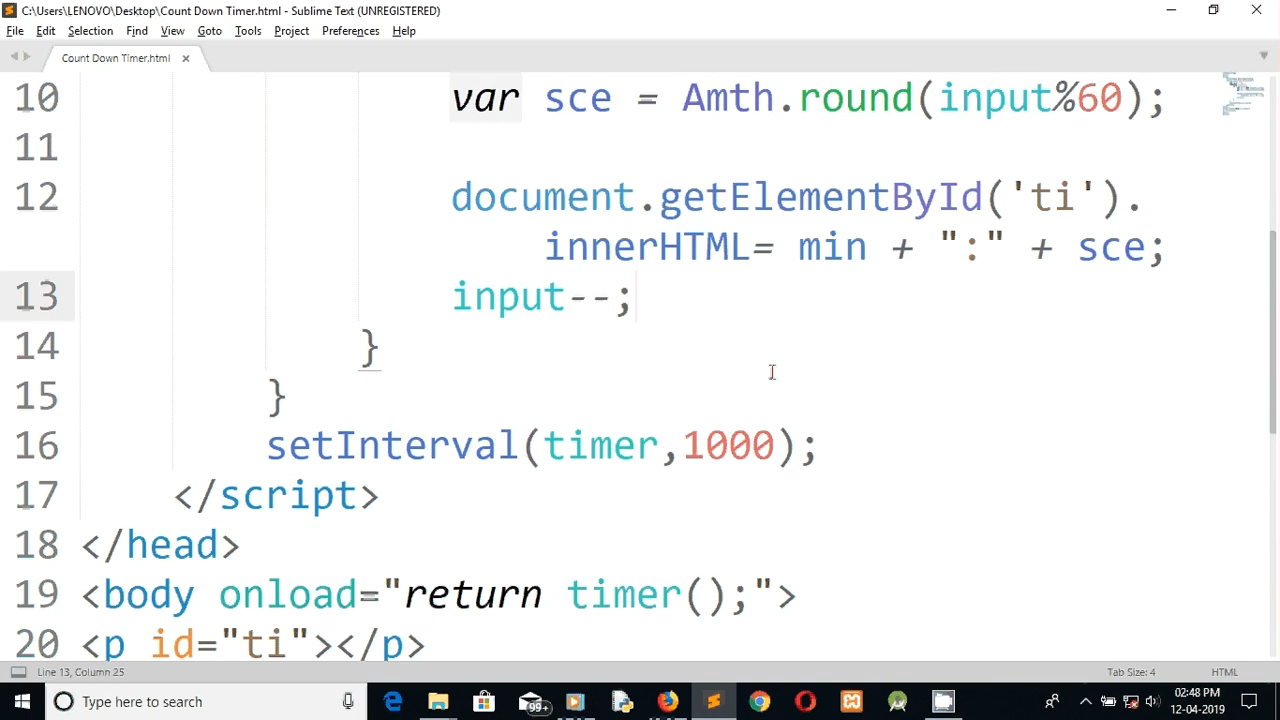 C:\Users\LENOVO\Desktop\Count Down Timer.html - Sublime Text (UNREGISTERED)
File Edit Selection Find View Goto Tools Project Preferences Help
Count Down Timer.html
10 var sce = Amth.round(input%60);
11
12 document.getElementById('ti').
innerHTML= min + ":" + sce;
13 input--;
14 }
15 }
16 setInterval(timer,1000);
17 </script>
18 </head>
19 <body onload="return timer();">
20 <p id="ti"></p>
Line 13, Column 25 Tab Size: 4 HTML
Type here to search 99+ 02:48 PM
12-04-2019